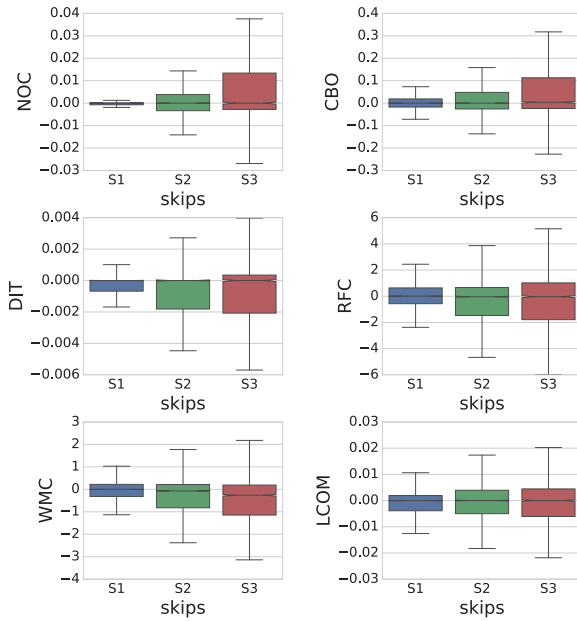 NOC
0.04
0.03
0.02
0.01
0.00
−0.01
−0.02
−0.03
S1 S2 S3
skips
CBO
0.4
0.3
0.2
0.1
0.0
−0.1
−0.2
−0.3
S1 S2 S3
skips
DIT
0.004
0.002
0.000
−0.002
−0.004
−0.006
S1 S2 S3
skips
RFC
6
4
2
0
−2
−4
−6
S1 S2 S3
skips
WMC
3
2
1
0
−1
−2
−3
−4
S1 S2 S3
skips
LCOM
0.03
0.02
0.01
0.00
−0.01
−0.02
−0.03
S1 S2 S3
skips